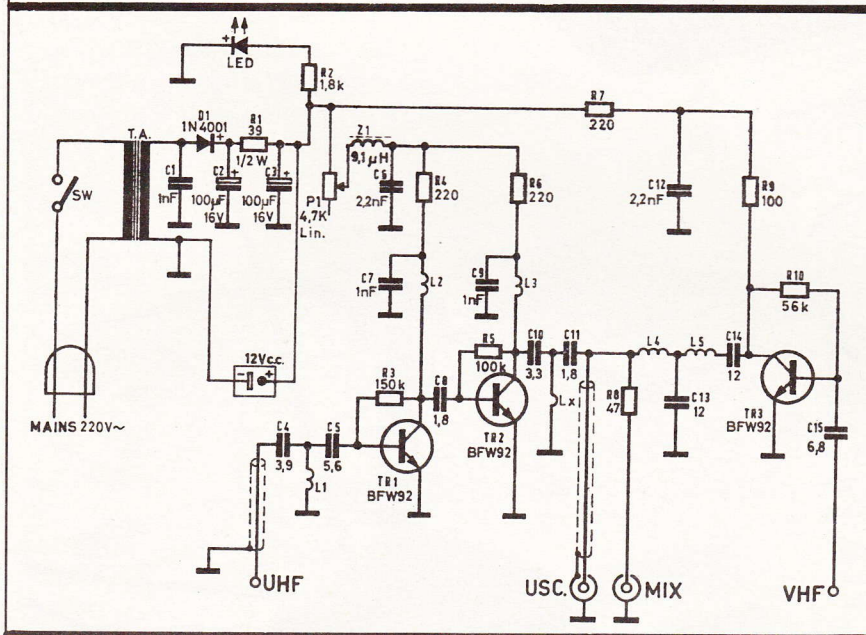 LED
R2
1,8k
R7
220
D1
1N4001
R1
39
1/2 W
T.A.
Z1
9,1µH
SW
C1
1nF
C2
100µF
16V
C3
100µF
16V
P1
4,7K
Lin.
C6
2,2nF
R4
220
R6
220
C12
2,2nF
R9
100
C7
1nF
L2
C9
1nF
L3
R10
56k
12Vc.c.
- +
MAINS 220V~
R3
150k
C8
1,8
R5
100k
C10
3,3
C11
1,8
L4
L5
C14
12
Lx
R8
47
C13
12
TR3
BFW92
C15
6,8
C4
3,9
C5
5,6
L1
TR1
BFW92
TR2
BFW92
UHF
USC.
MIX
VHF